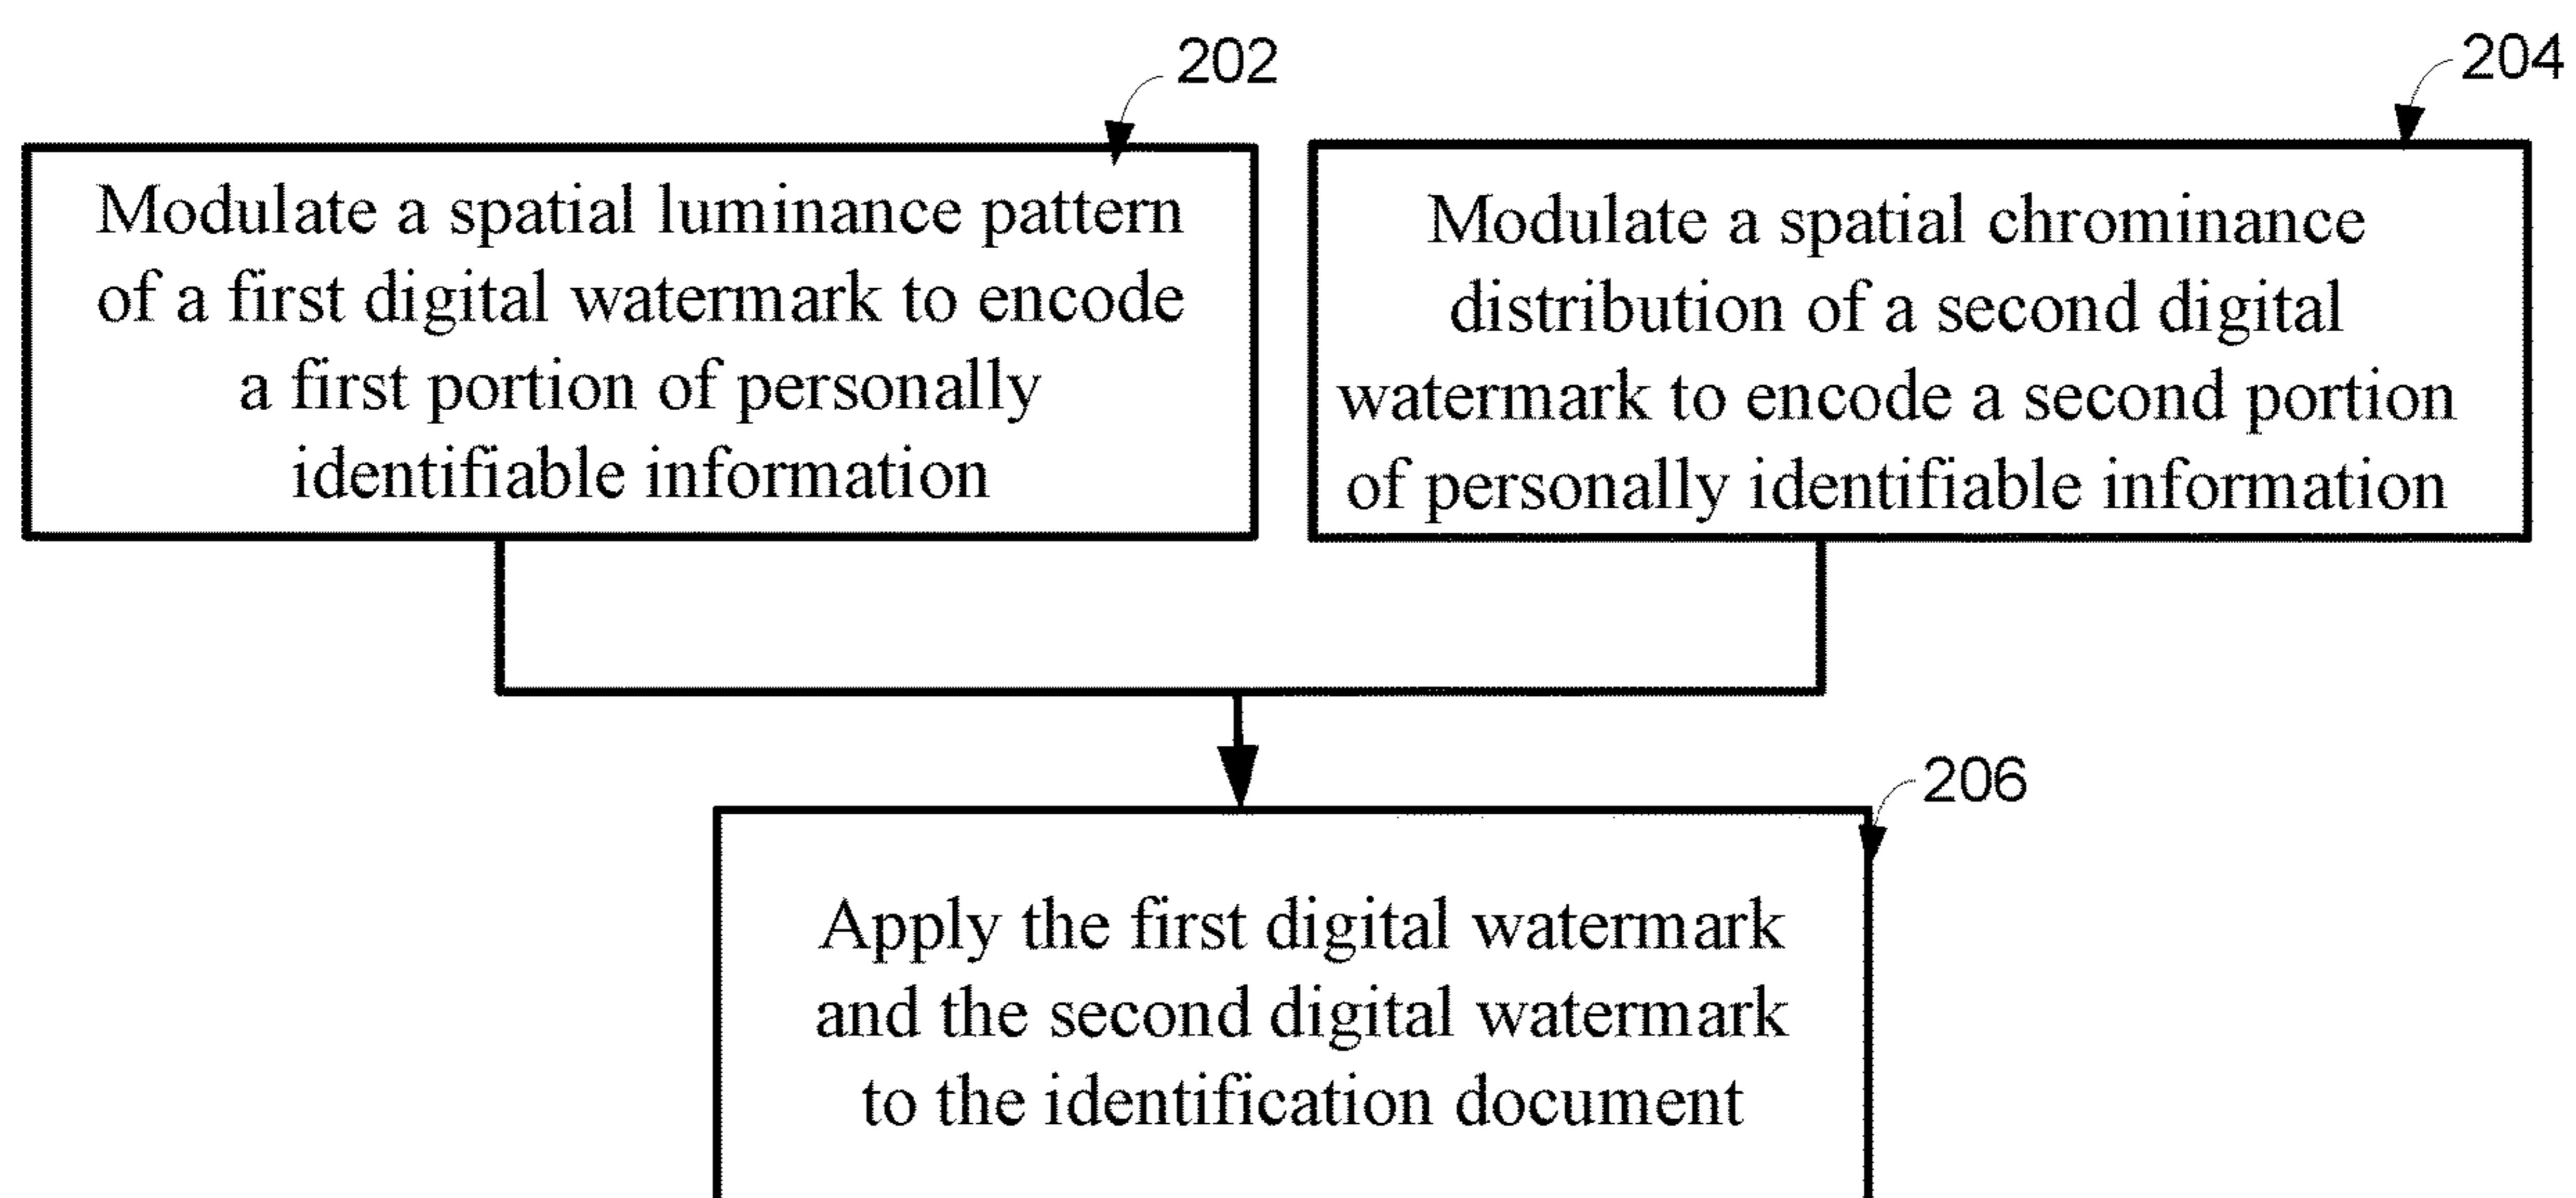 202
Modulate a spatial luminance pattern
of a first digital watermark to encode
a first portion of personally
identifiable information
204
Modulate a spatial chrominance
distribution of a second digital
watermark to encode a second portion
of personally identifiable information
206
Apply the first digital watermark
and the second digital watermark
to the identification document